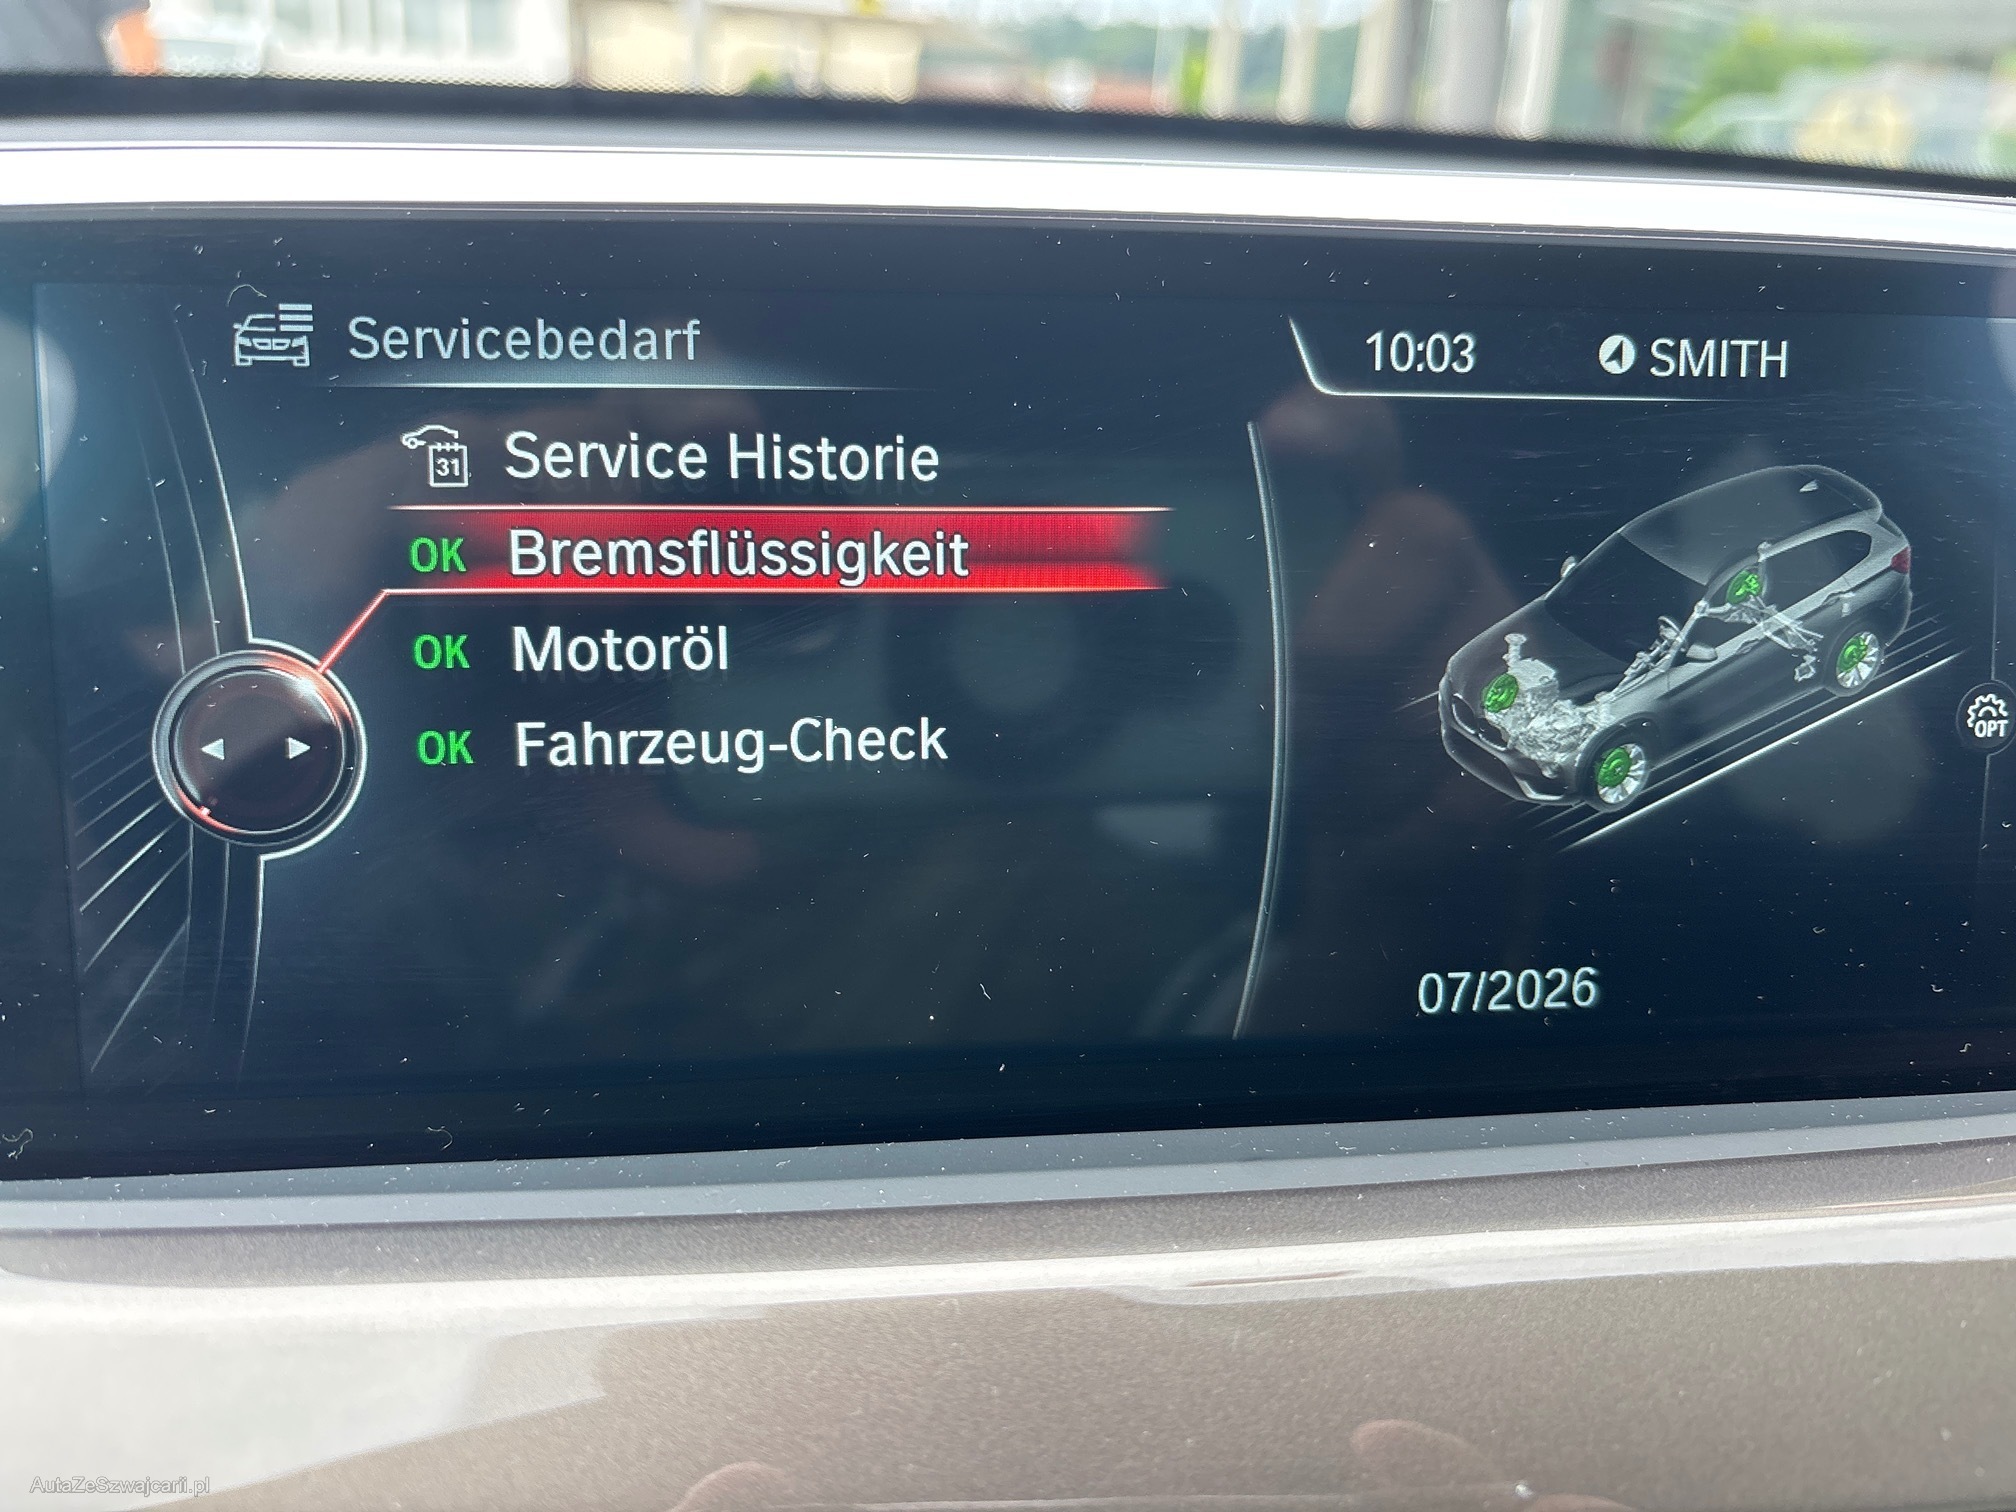 Servicebedarf
10:03 SMITH
31 Service Historie
OK Bremsflüssigkeit
OK Motoröl
OK Fahrzeug-Check
OPT
07/2026
AutaZeSzwajcarii.pl